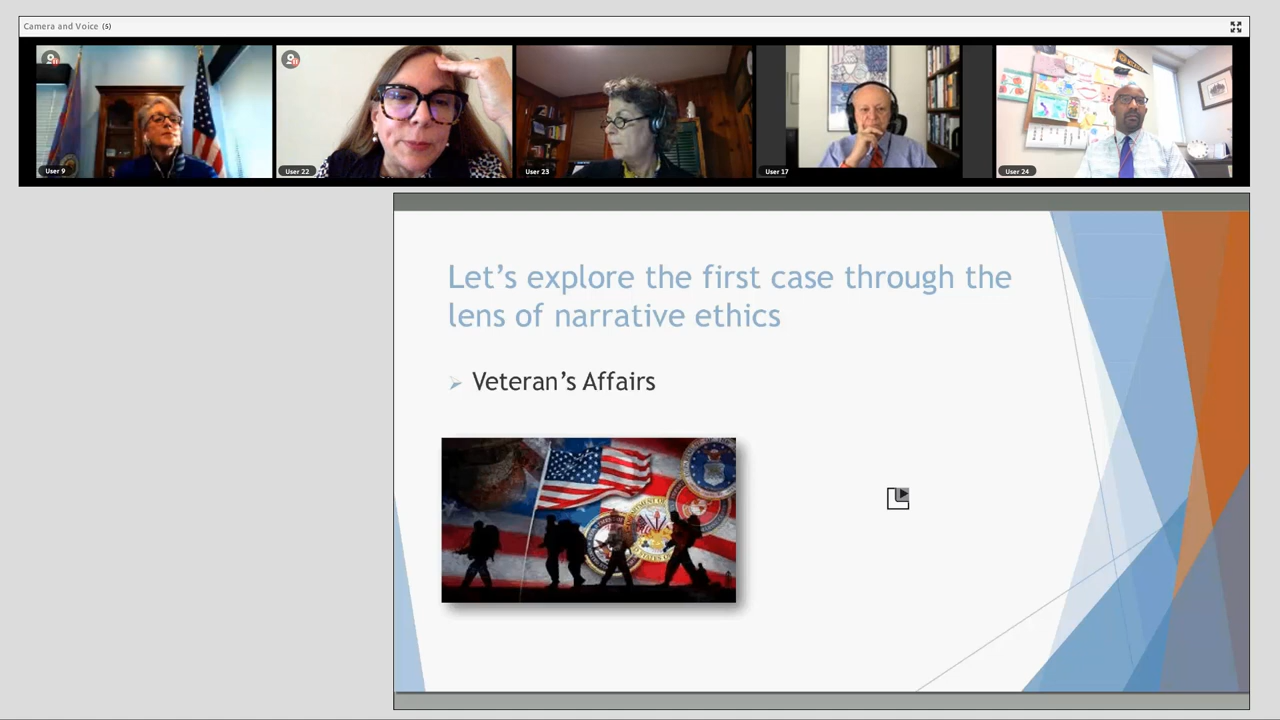 Camera and Voice (5)
User 9
User 22
User 23
User 17
User 24
Let’s explore the first case through the
lens of narrative ethics
Veteran’s Affairs